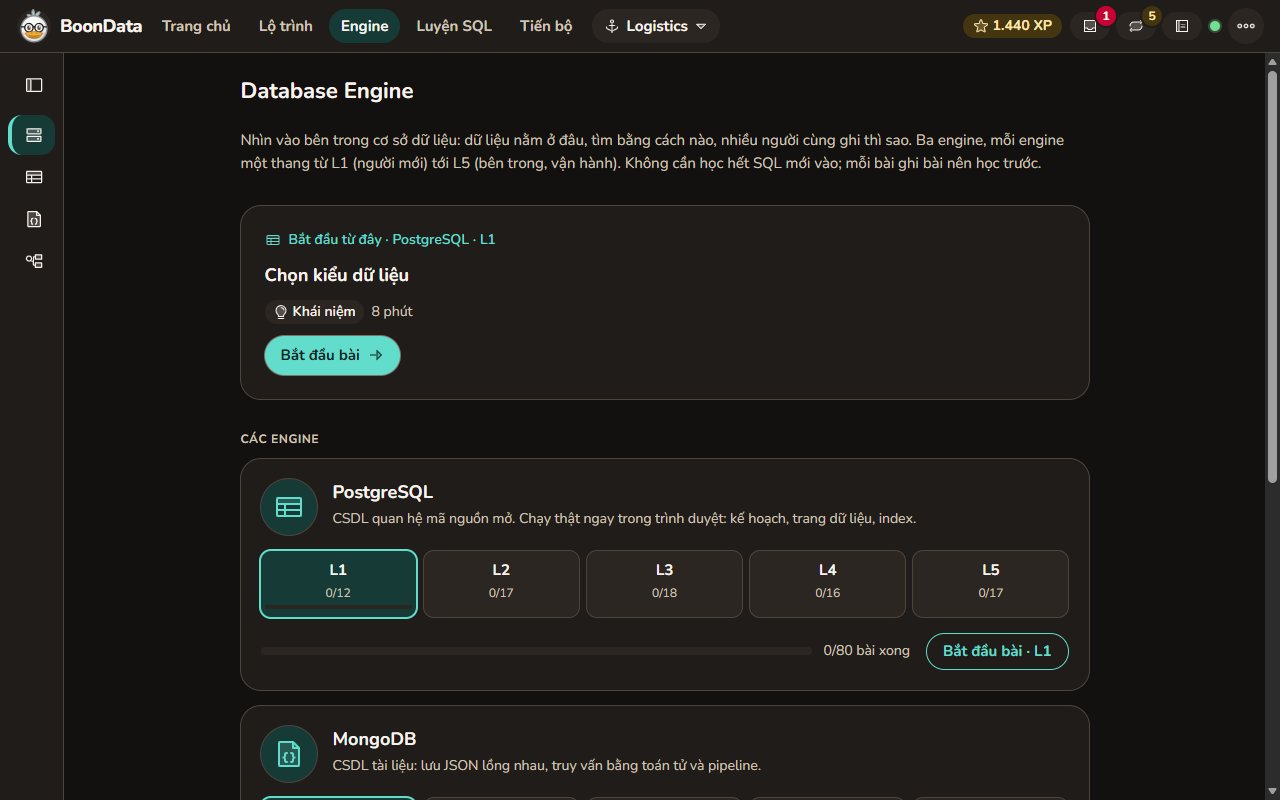 BoonData
Trang chủ
Lộ trình
Engine
Luyện SQL
Tiến bộ
Logistics
1.440 XP
1
5
Database Engine
Nhìn vào bên trong cơ sở dữ liệu: dữ liệu nằm ở đâu, tìm bằng cách nào, nhiều người cùng ghi thì sao. Ba engine, mỗi engine
một thang từ L1 (người mới) tới L5 (bên trong, vận hành). Không cần học hết SQL mới vào; mỗi bài ghi bài nên học trước.
Bắt đầu từ đây · PostgreSQL · L1
Chọn kiểu dữ liệu
Khái niệm 8 phút
Bắt đầu bài
CÁC ENGINE
PostgreSQL
CSDL quan hệ mã nguồn mở. Chạy thật ngay trong trình duyệt: kế hoạch, trang dữ liệu, index.
L1
0/12
L2
0/17
L3
0/18
L4
0/16
L5
0/17
0/80 bài xong
Bắt đầu bài · L1
MongoDB
CSDL tài liệu: lưu JSON lồng nhau, truy vấn bằng toán tử và pipeline.